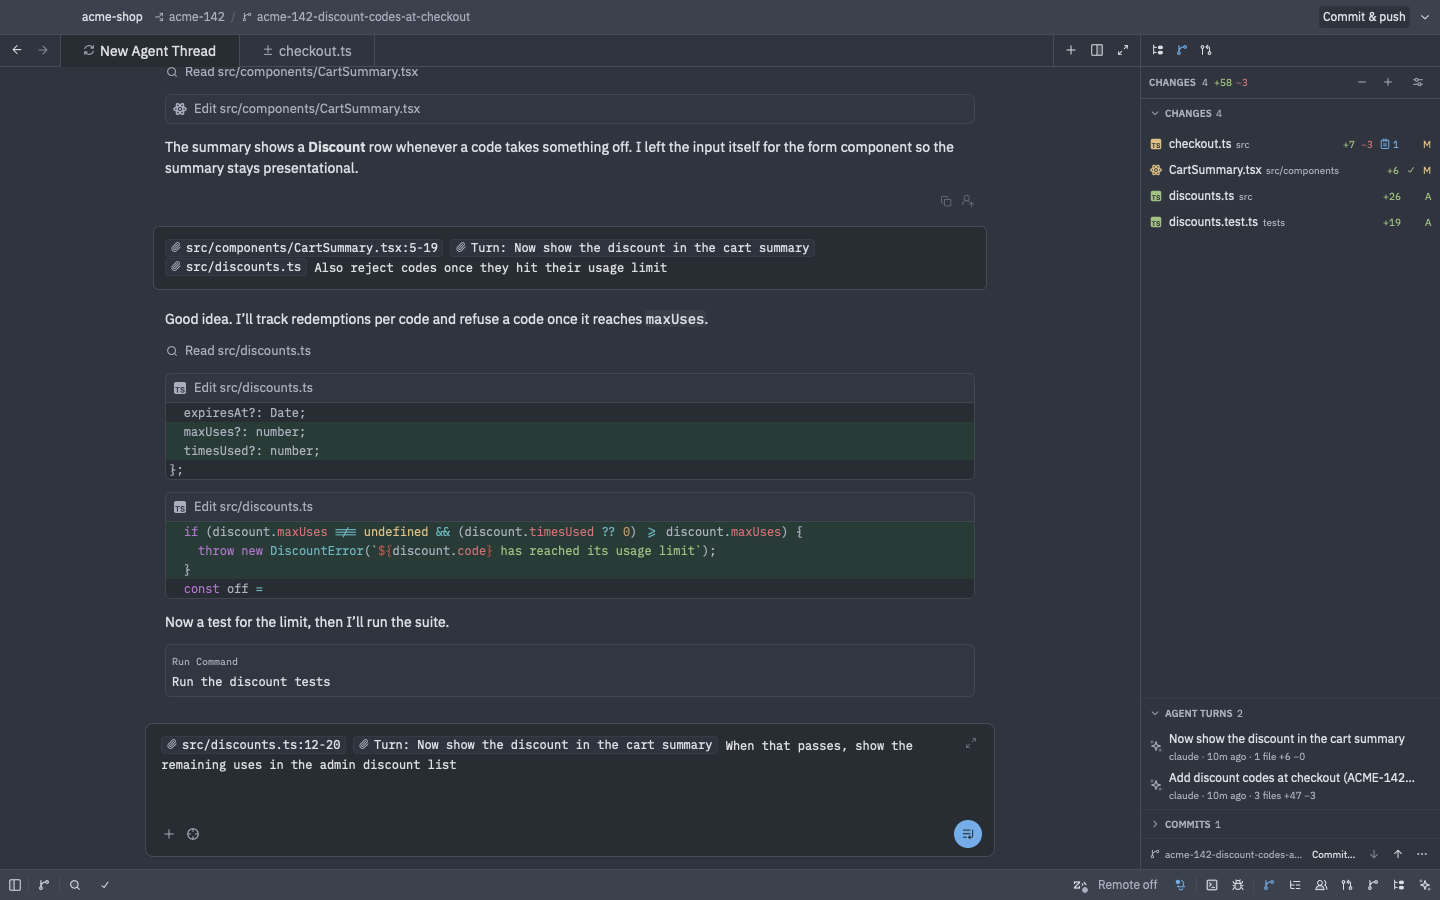 acme-shop acme-142 / acme-142-discount-codes-at-checkout Commit & push
New Agent Thread checkout.ts
Read src/components/CartSummary.tsx
Edit src/components/CartSummary.tsx
The summary shows a Discount row whenever a code takes something off. I left the input itself for the form component so the
summary stays presentational.
src/components/CartSummary.tsx:5-19 Turn: Now show the discount in the cart summary
src/discounts.ts Also reject codes once they hit their usage limit
Good idea. I’ll track redemptions per code and refuse a code once it reaches maxUses.
Read src/discounts.ts
TS Edit src/discounts.ts
expiresAt?: Date;
maxUses?: number;
timesUsed?: number;
};
TS Edit src/discounts.ts
if (discount.maxUses !== undefined && (discount.timesUsed ?? 0) >= discount.maxUses) {
throw new DiscountError(`${discount.code} has reached its usage limit`);
}
const off =
Now a test for the limit, then I’ll run the suite.
Run Command
Run the discount tests
src/discounts.ts:12-20 Turn: Now show the discount in the cart summary When that passes, show the
remaining uses in the admin discount list
CHANGES 4 +58 −3
CHANGES 4
TS checkout.ts src +7 −3 1 M
CartSummary.tsx src/components +6 ✓ M
TS discounts.ts src +26 A
TS discounts.test.ts tests +19 A
AGENT TURNS 2
Now show the discount in the cart summary
claude · 10m ago · 1 file +6 −0
Add discount codes at checkout (ACME-142...
claude · 10m ago · 3 files +47 −3
COMMITS 1
acme-142-discount-codes-a... Commit...
Remote off